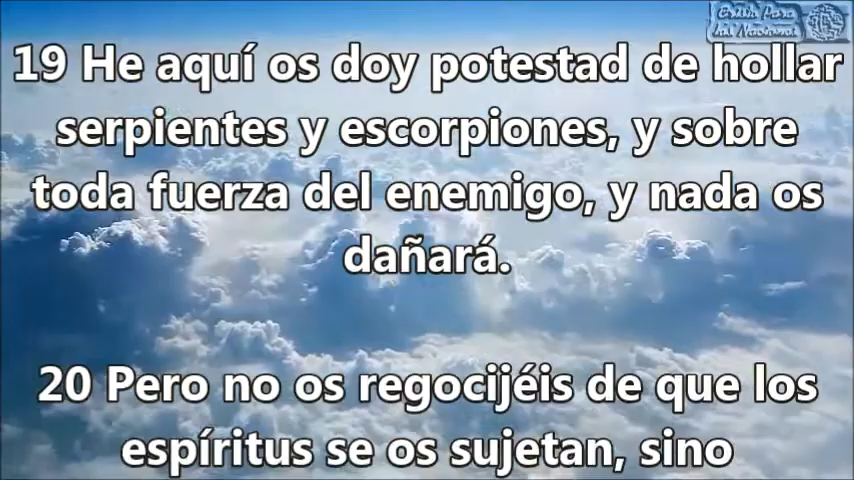 19 He aquí os doy potestad de hollar
serpientes y escorpiones, y sobre
toda fuerza del enemigo, y nada os
dañará.
20 Pero no os regocijéis de que los
espíritus se os sujetan, sino